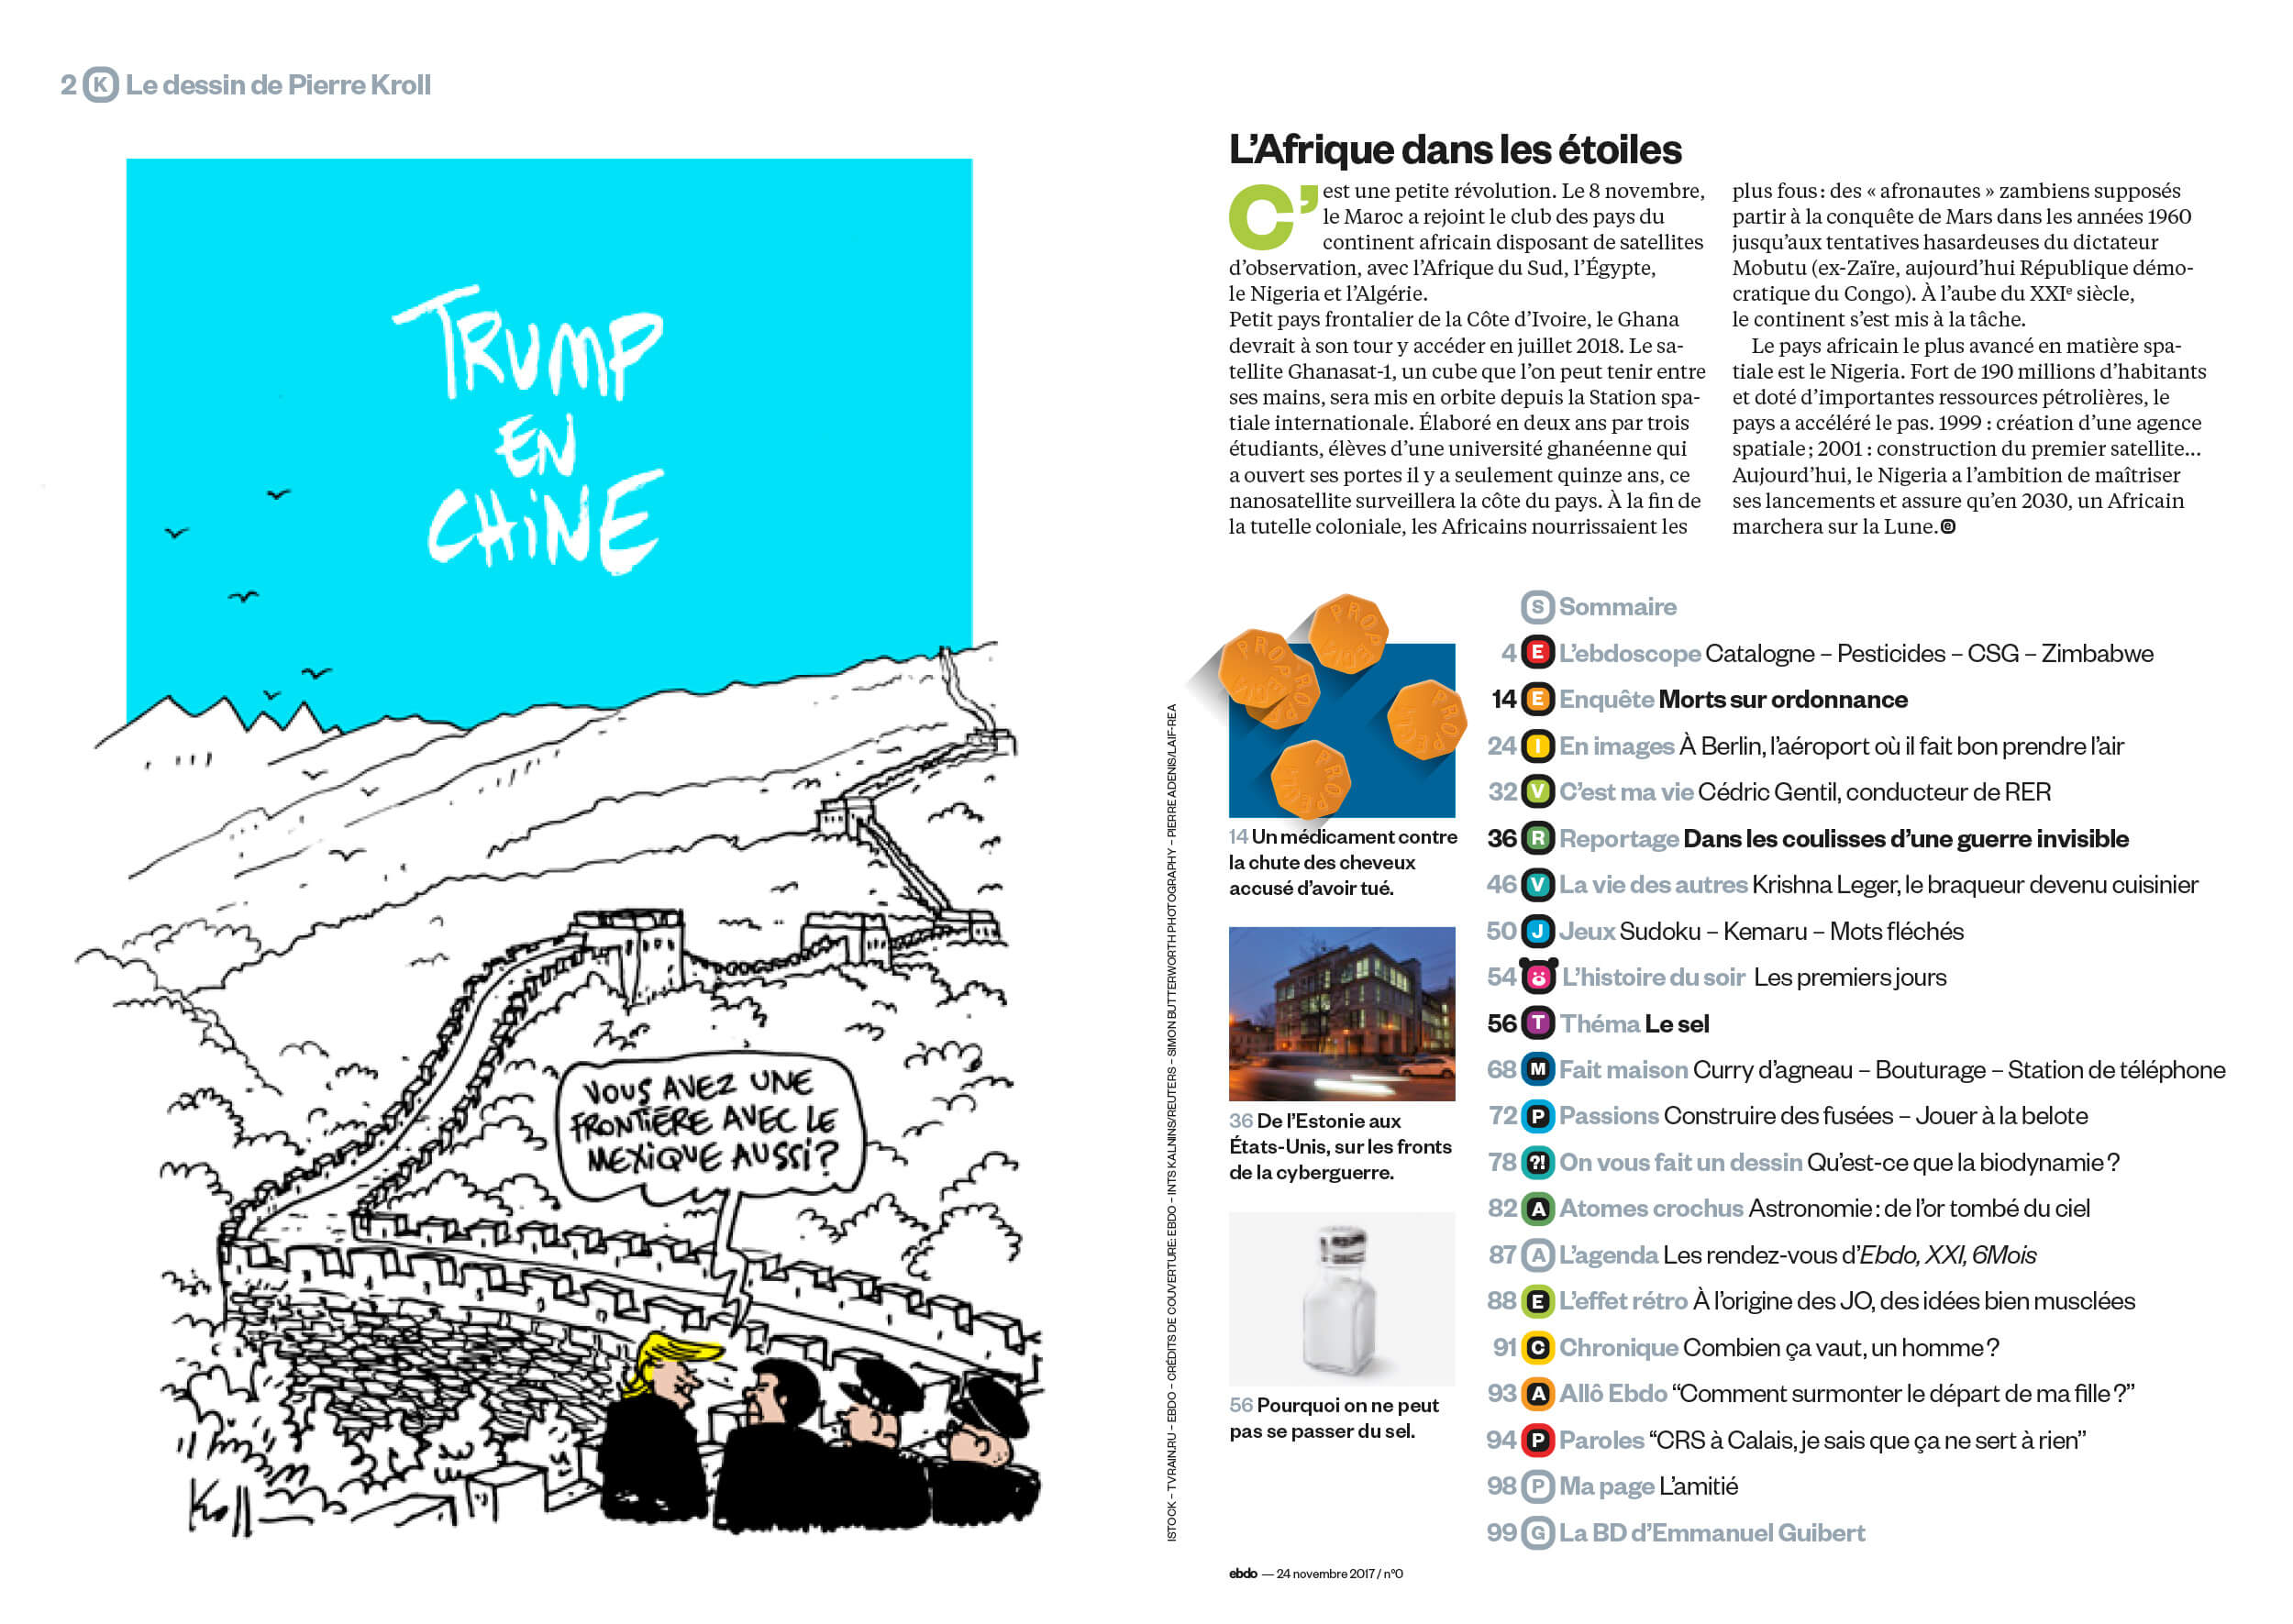 2 K Le dessin de Pierre Kroll
TRUMP
EN
CHINE
VOUS AVEZ UNE
FRONTIÈRE AVEC LE
MEXIQUE AUSSI?
Kroll
L’Afrique dans les étoiles
C’est une petite révolution. Le 8 novembre,
le Maroc a rejoint le club des pays du
continent africain disposant de satellites
d’observation, avec l’Afrique du Sud, l’Égypte,
le Nigeria et l’Algérie.
Petit pays frontalier de la Côte d’Ivoire, le Ghana
devrait à son tour y accéder en juillet 2018. Le sa-
tellite Ghanasat-1, un cube que l’on peut tenir entre
ses mains, sera mis en orbite depuis la Station spa-
tiale internationale. Élaboré en deux ans par trois
étudiants, élèves d’une université ghanéenne qui
a ouvert ses portes il y a seulement quinze ans, ce
nanosatellite surveillera la côte du pays. À la fin de
la tutelle coloniale, les Africains nourrissaient les
plus fous : des « afronautes » zambiens supposés
partir à la conquête de Mars dans les années 1960
jusqu’aux tentatives hasardeuses du dictateur
Mobutu (ex-Zaïre, aujourd’hui République démo-
cratique du Congo). À l’aube du XXIe siècle,
le continent s’est mis à la tâche.
Le pays africain le plus avancé en matière spa-
tiale est le Nigeria. Fort de 190 millions d’habitants
et doté d’importantes ressources pétrolières, le
pays a accéléré le pas. 1999 : création d’une agence
spatiale ; 2001 : construction du premier satellite…
Aujourd’hui, le Nigeria a l’ambition de maîtriser
ses lancements et assure qu’en 2030, un Africain
marchera sur la Lune. e
ISTOCK – TVRAIN.RU – EBDO – CRÉDITS DE COUVERTURE: EBDO – INTS KALNINS/REUTERS – SIMON BUTTERWORTH PHOTOGRAPHY – PIERRE ADENIS/LAIF-REA
PROPEVIA
PROPEVIA
PROPEVIA
PROPEVIA
14 Un médicament contre
la chute des cheveux
accusé d’avoir tué.
36 De l’Estonie aux
États-Unis, sur les fronts
de la cyberguerre.
56 Pourquoi on ne peut
pas se passer du sel.
S Sommaire
4 E L’ebdoscope Catalogne – Pesticides – CSG – Zimbabwe
14 E Enquête Morts sur ordonnance
24 I En images À Berlin, l’aéroport où il fait bon prendre l’air
32 V C’est ma vie Cédric Gentil, conducteur de RER
36 R Reportage Dans les coulisses d’une guerre invisible
46 V La vie des autres Krishna Leger, le braqueur devenu cuisinier
50 J Jeux Sudoku – Kemaru – Mots fléchés
54 L’histoire du soir Les premiers jours
56 T Théma Le sel
68 M Fait maison Curry d’agneau – Bouturage – Station de téléphone
72 P Passions Construire des fusées – Jouer à la belote
78 ?! On vous fait un dessin Qu’est-ce que la biodynamie ?
82 A Atomes crochus Astronomie : de l’or tombé du ciel
87 A L’agenda Les rendez-vous d’Ebdo, XXI, 6Mois
88 E L’effet rétro À l’origine des JO, des idées bien musclées
91 C Chronique Combien ça vaut, un homme ?
93 A Allô Ebdo “Comment surmonter le départ de ma fille ?”
94 P Paroles “CRS à Calais, je sais que ça ne sert à rien”
98 P Ma page L’amitié
99 G La BD d’Emmanuel Guibert
ebdo — 24 novembre 2017 / n°0